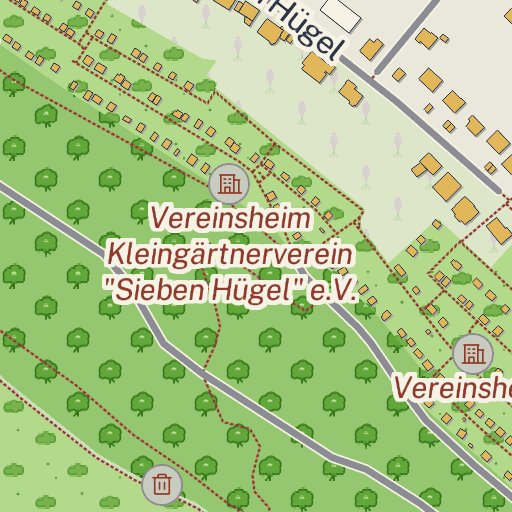 Hügel
Vereinsheim
Kleingärtnerverein
"Sieben Hügel" e.V.
Vereinshe